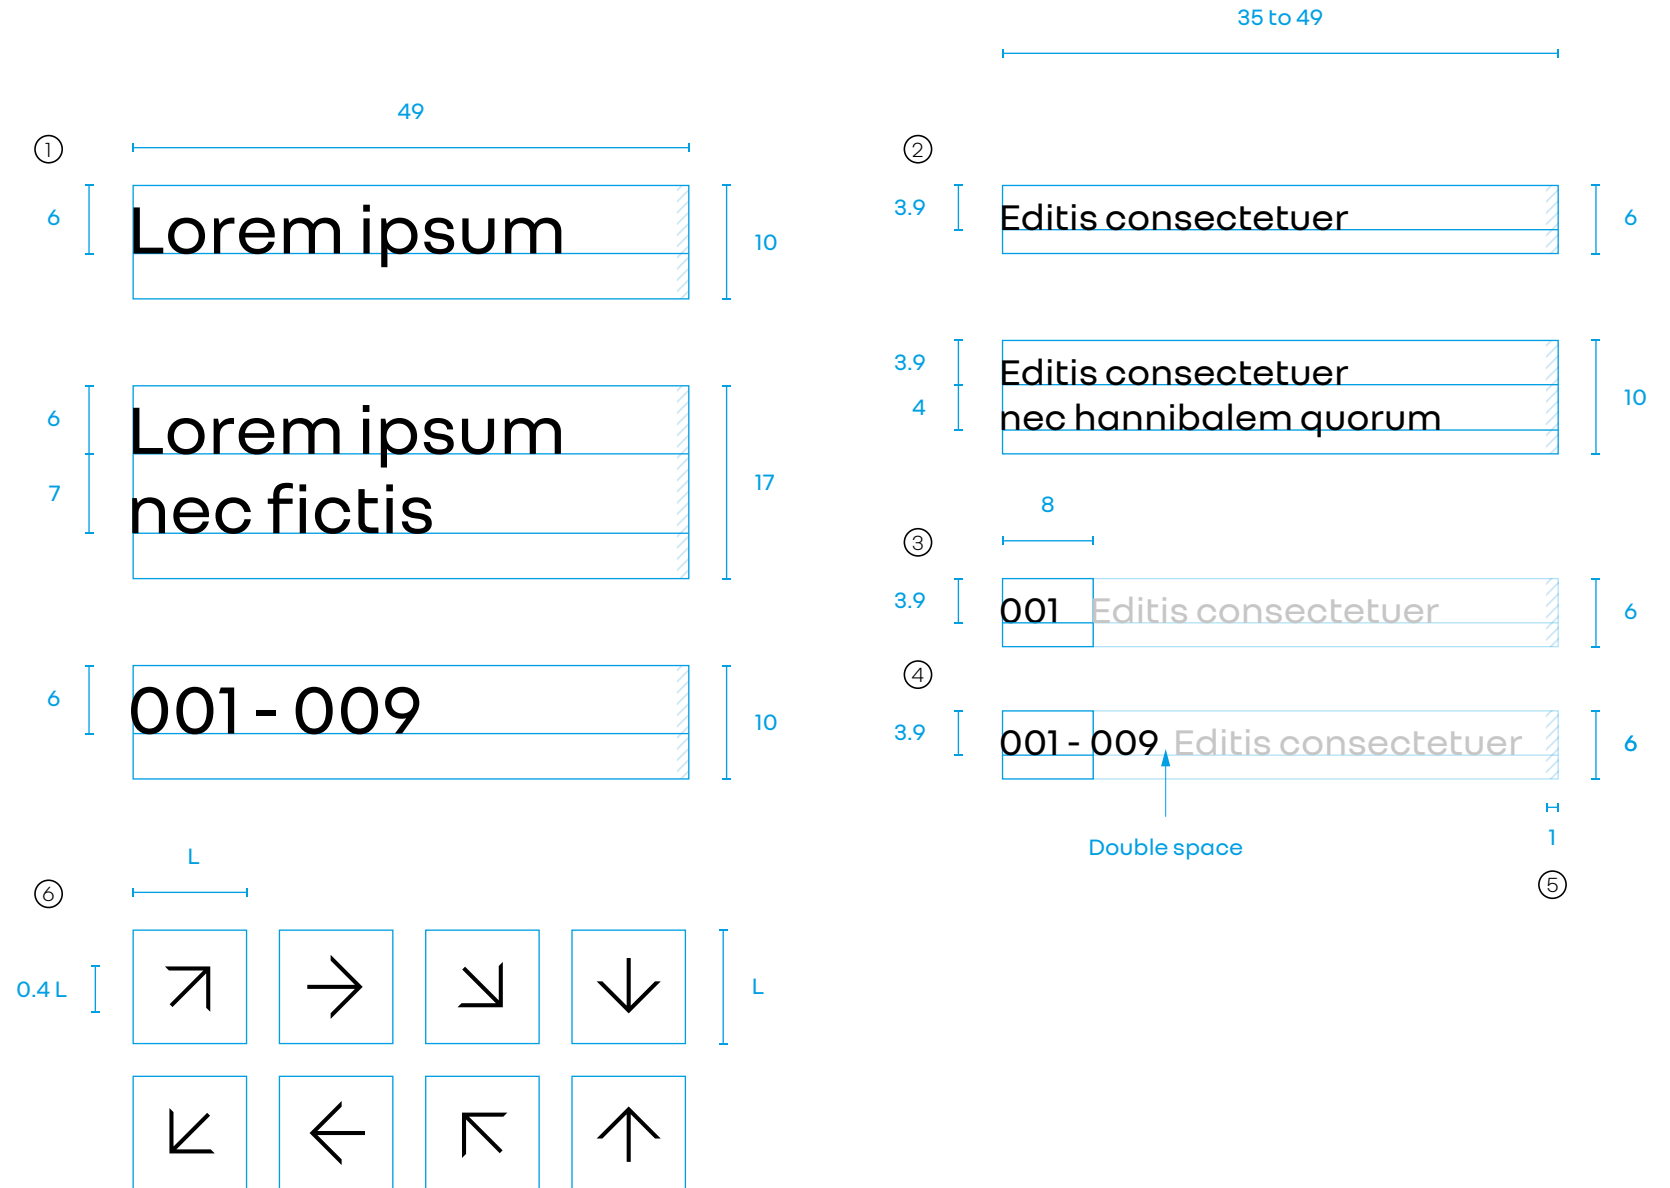 35 to 49
49
①
②
6
Lorem ipsum
10
3.9
Editis consectetuer
6
6
7
Lorem ipsum
nec fictis
17
3.9
4
Editis consectetuer
nec hannibalem quorum
10
8
③
3.9
001 Editis consectetuer
6
④
6
001 - 009
10
3.9
001 - 009 Editis consectetuer
6
Double space
1
⑤
L
⑥
0.4 L
L